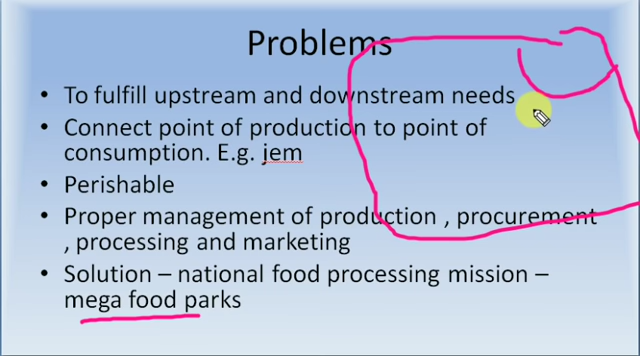 Problems
• To fulfill upstream and downstream needs
• Connect point of production to point of
consumption. E.g. jem
• Perishable
• Proper management of production , procurement
, processing and marketing
• Solution – national food processing mission –
mega food parks